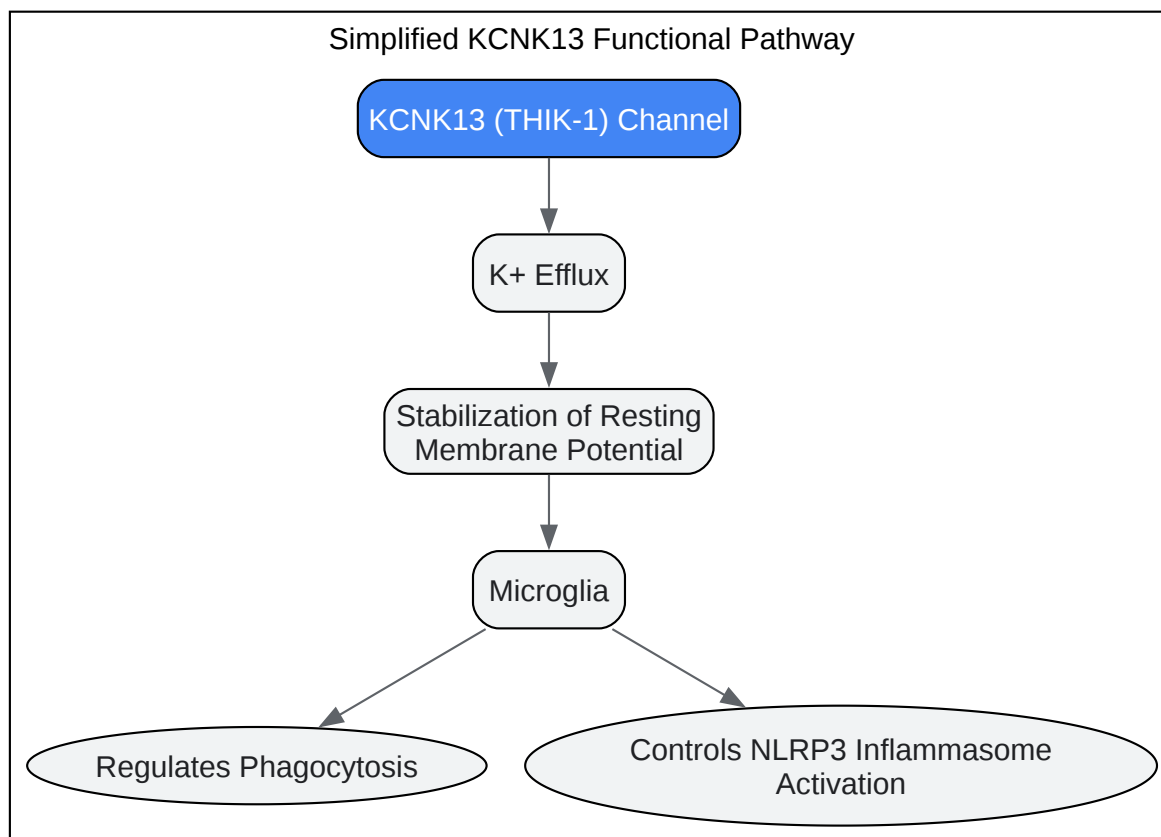 Simplified KCNK13 Functional Pathway
KCNK13 (THIK-1) Channel
K+ Efflux
Stabilization of Resting
Membrane Potential
Microglia
Regulates Phagocytosis
Controls NLRP3 Inflammasome
Activation